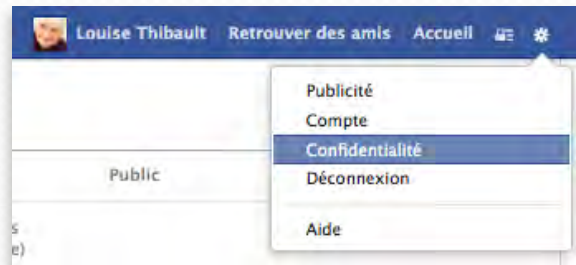 Louise Thibault Retrouver des amis Accueil
Publicité
Compte
Confidentialité
Déconnexion
Aide
Public
s
e)